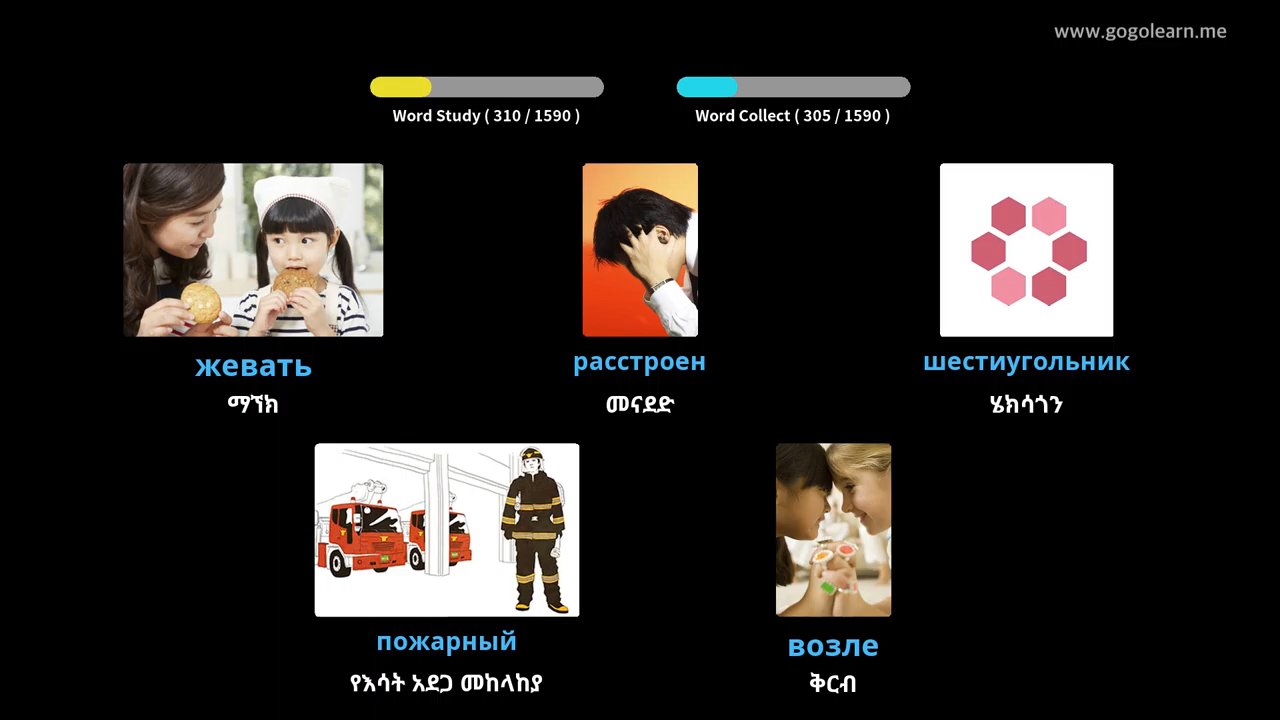 www.gogolearn.me
Word Study ( 310 / 1590 )
Word Collect ( 305 / 1590 )
жевать
ማኘክ
расстроен
መናደድ
шестиугольник
ሄክሳጎን
пожарный
የእሳት አደጋ መከላከያ
возле
ቅርብ